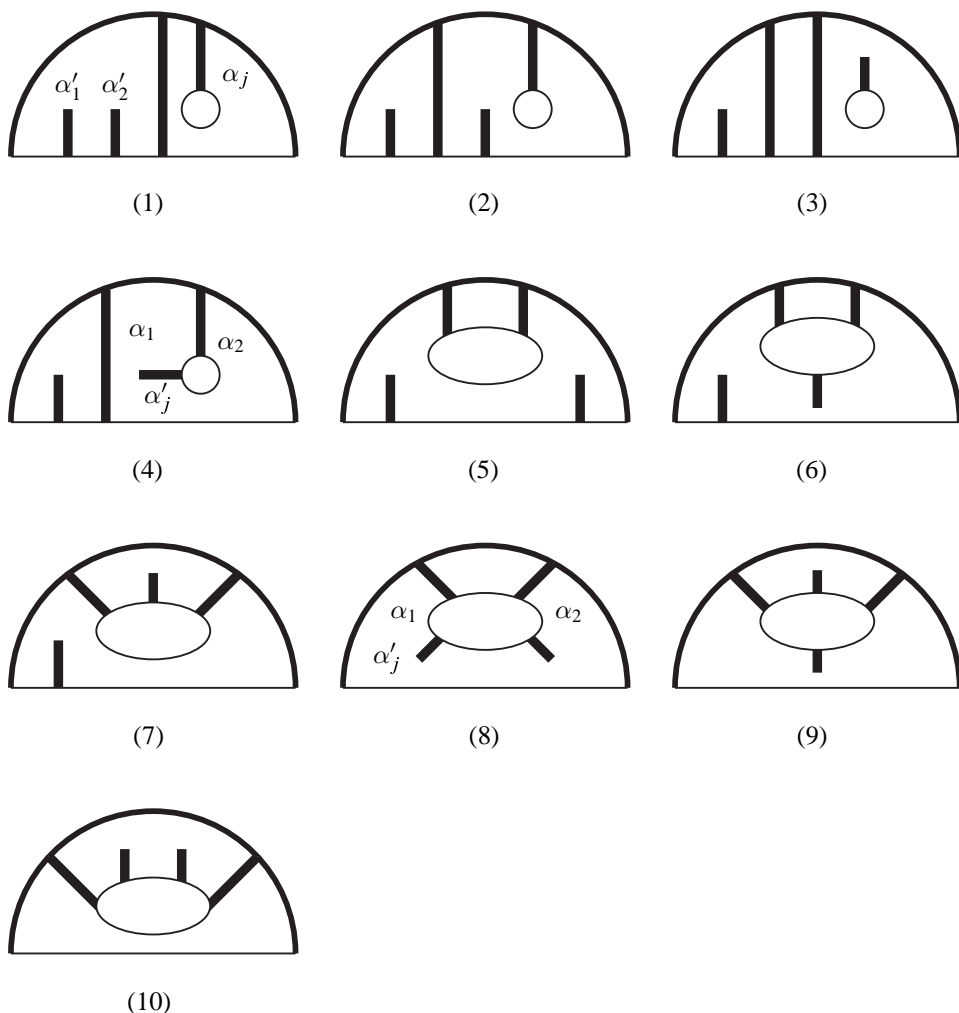 α′₁ α′₂ αⱼ
(1) (2) (3)
α₁ α₂
α′ⱼ
(4) (5) (6)
α₁ α₂
α′ⱼ
(7) (8) (9)
(10)